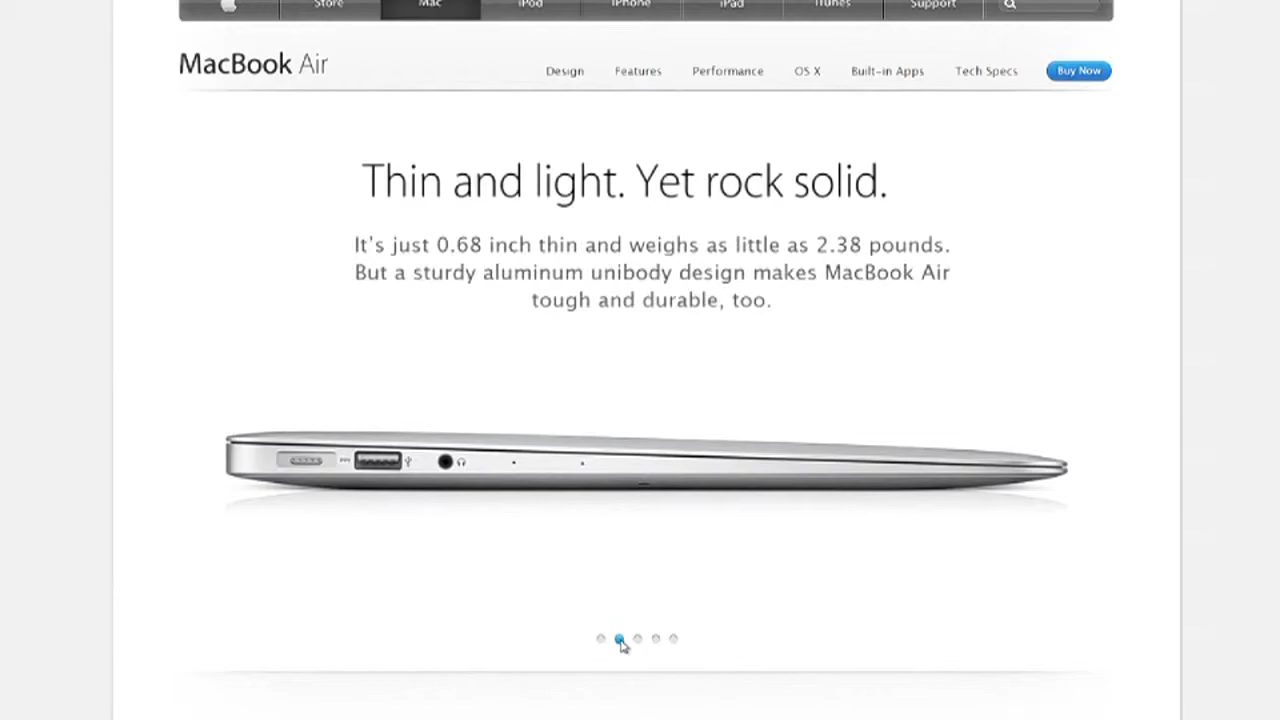 Store Mac iPod iPhone iPad iTunes Support
MacBook Air
Design Features Performance OS X Built-in Apps Tech Specs Buy Now
Thin and light. Yet rock solid.
It's just 0.68 inch thin and weighs as little as 2.38 pounds.
But a sturdy aluminum unibody design makes MacBook Air
tough and durable, too.